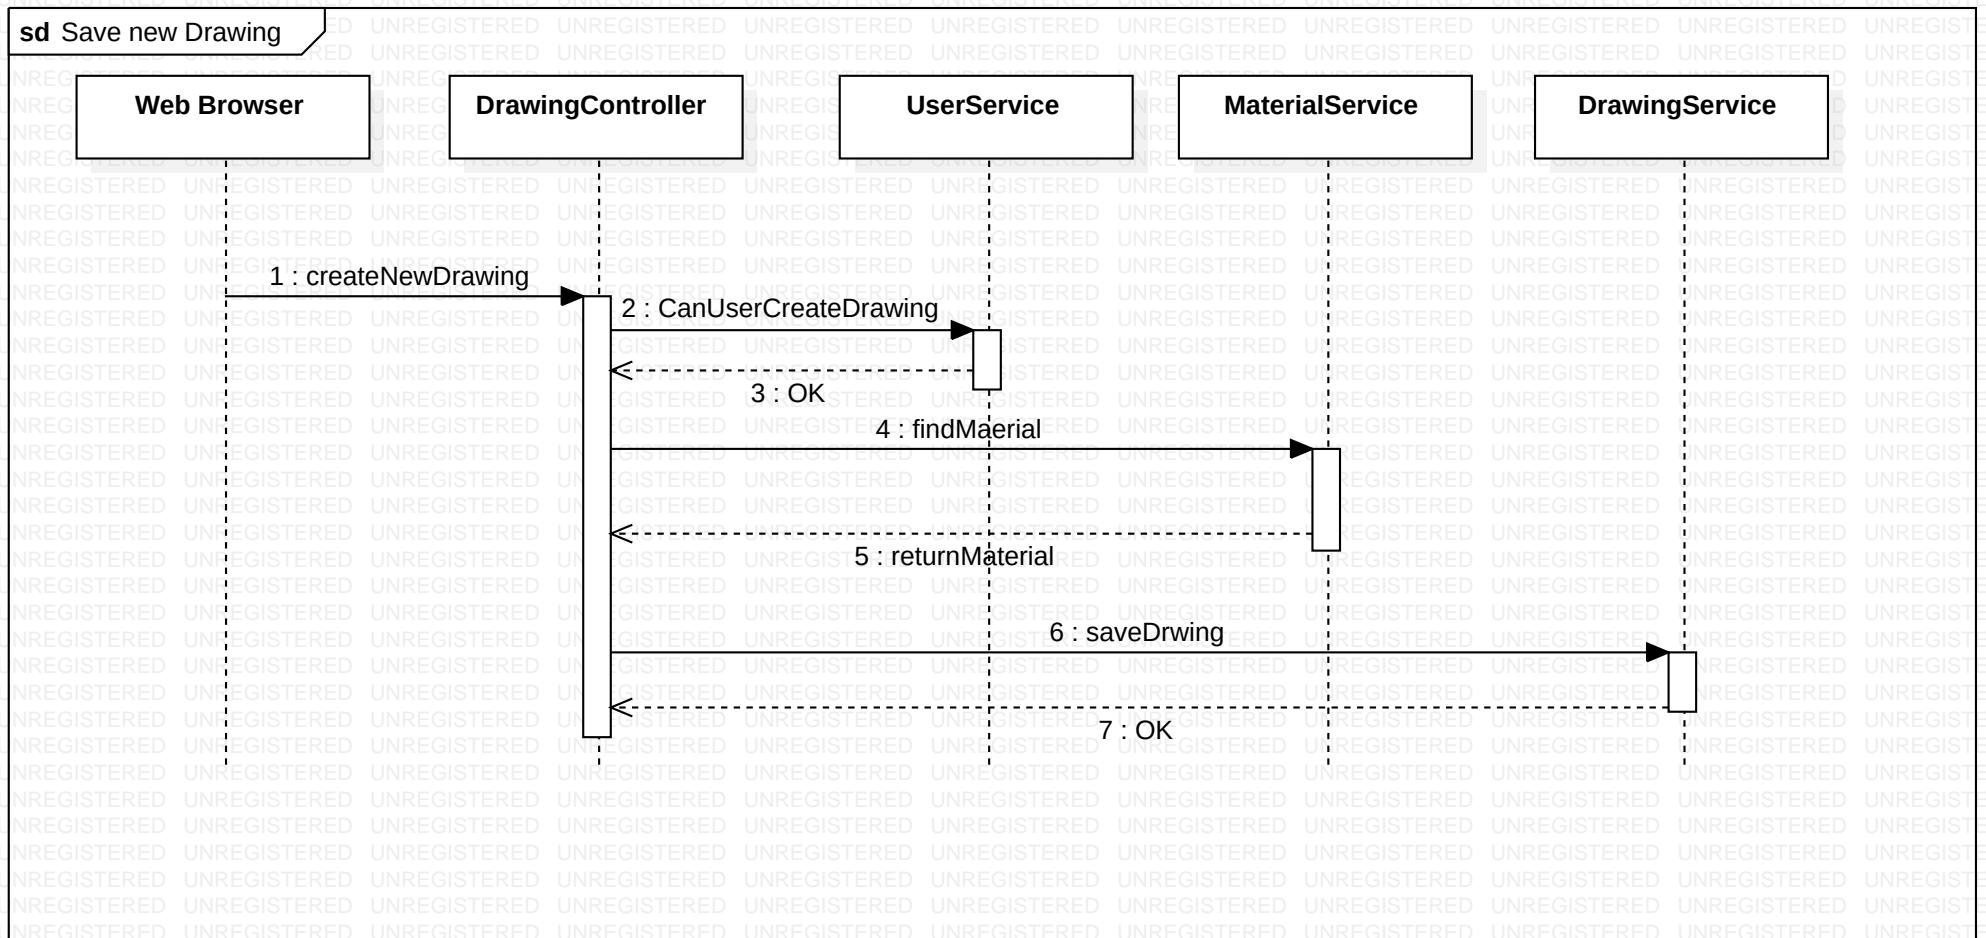 sd Save new Drawing
Web Browser
DrawingController
UserService
MaterialService
DrawingService
1 : createNewDrawing
2 : CanUserCreateDrawing
3 : OK
4 : findMaerial
5 : returnMaterial
6 : saveDrwing
7 : OK
UNREGISTERED